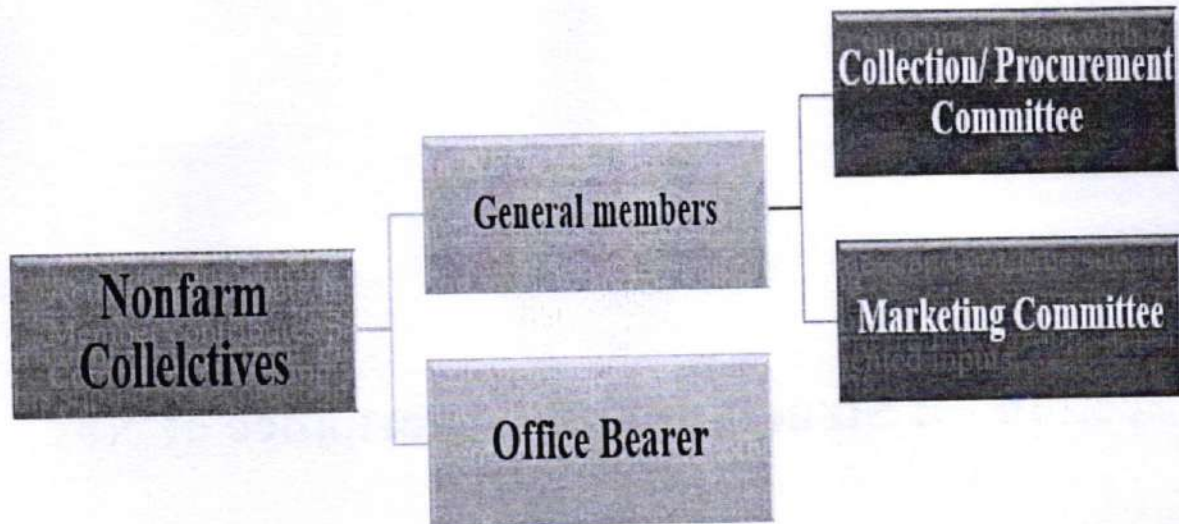 Nonfarm
Collelctives
General members
Office Bearer
Collection/ Procurement
Committee
Marketing Committee